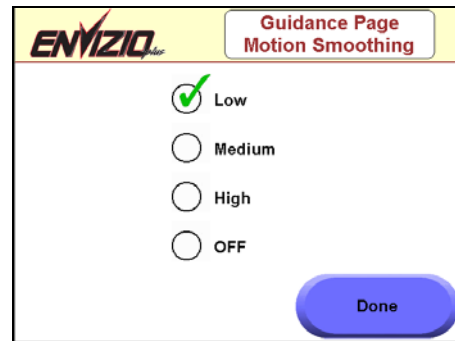 ENVIZIO plus
Guidance Page
Motion Smoothing
Low
Medium
High
OFF
Done